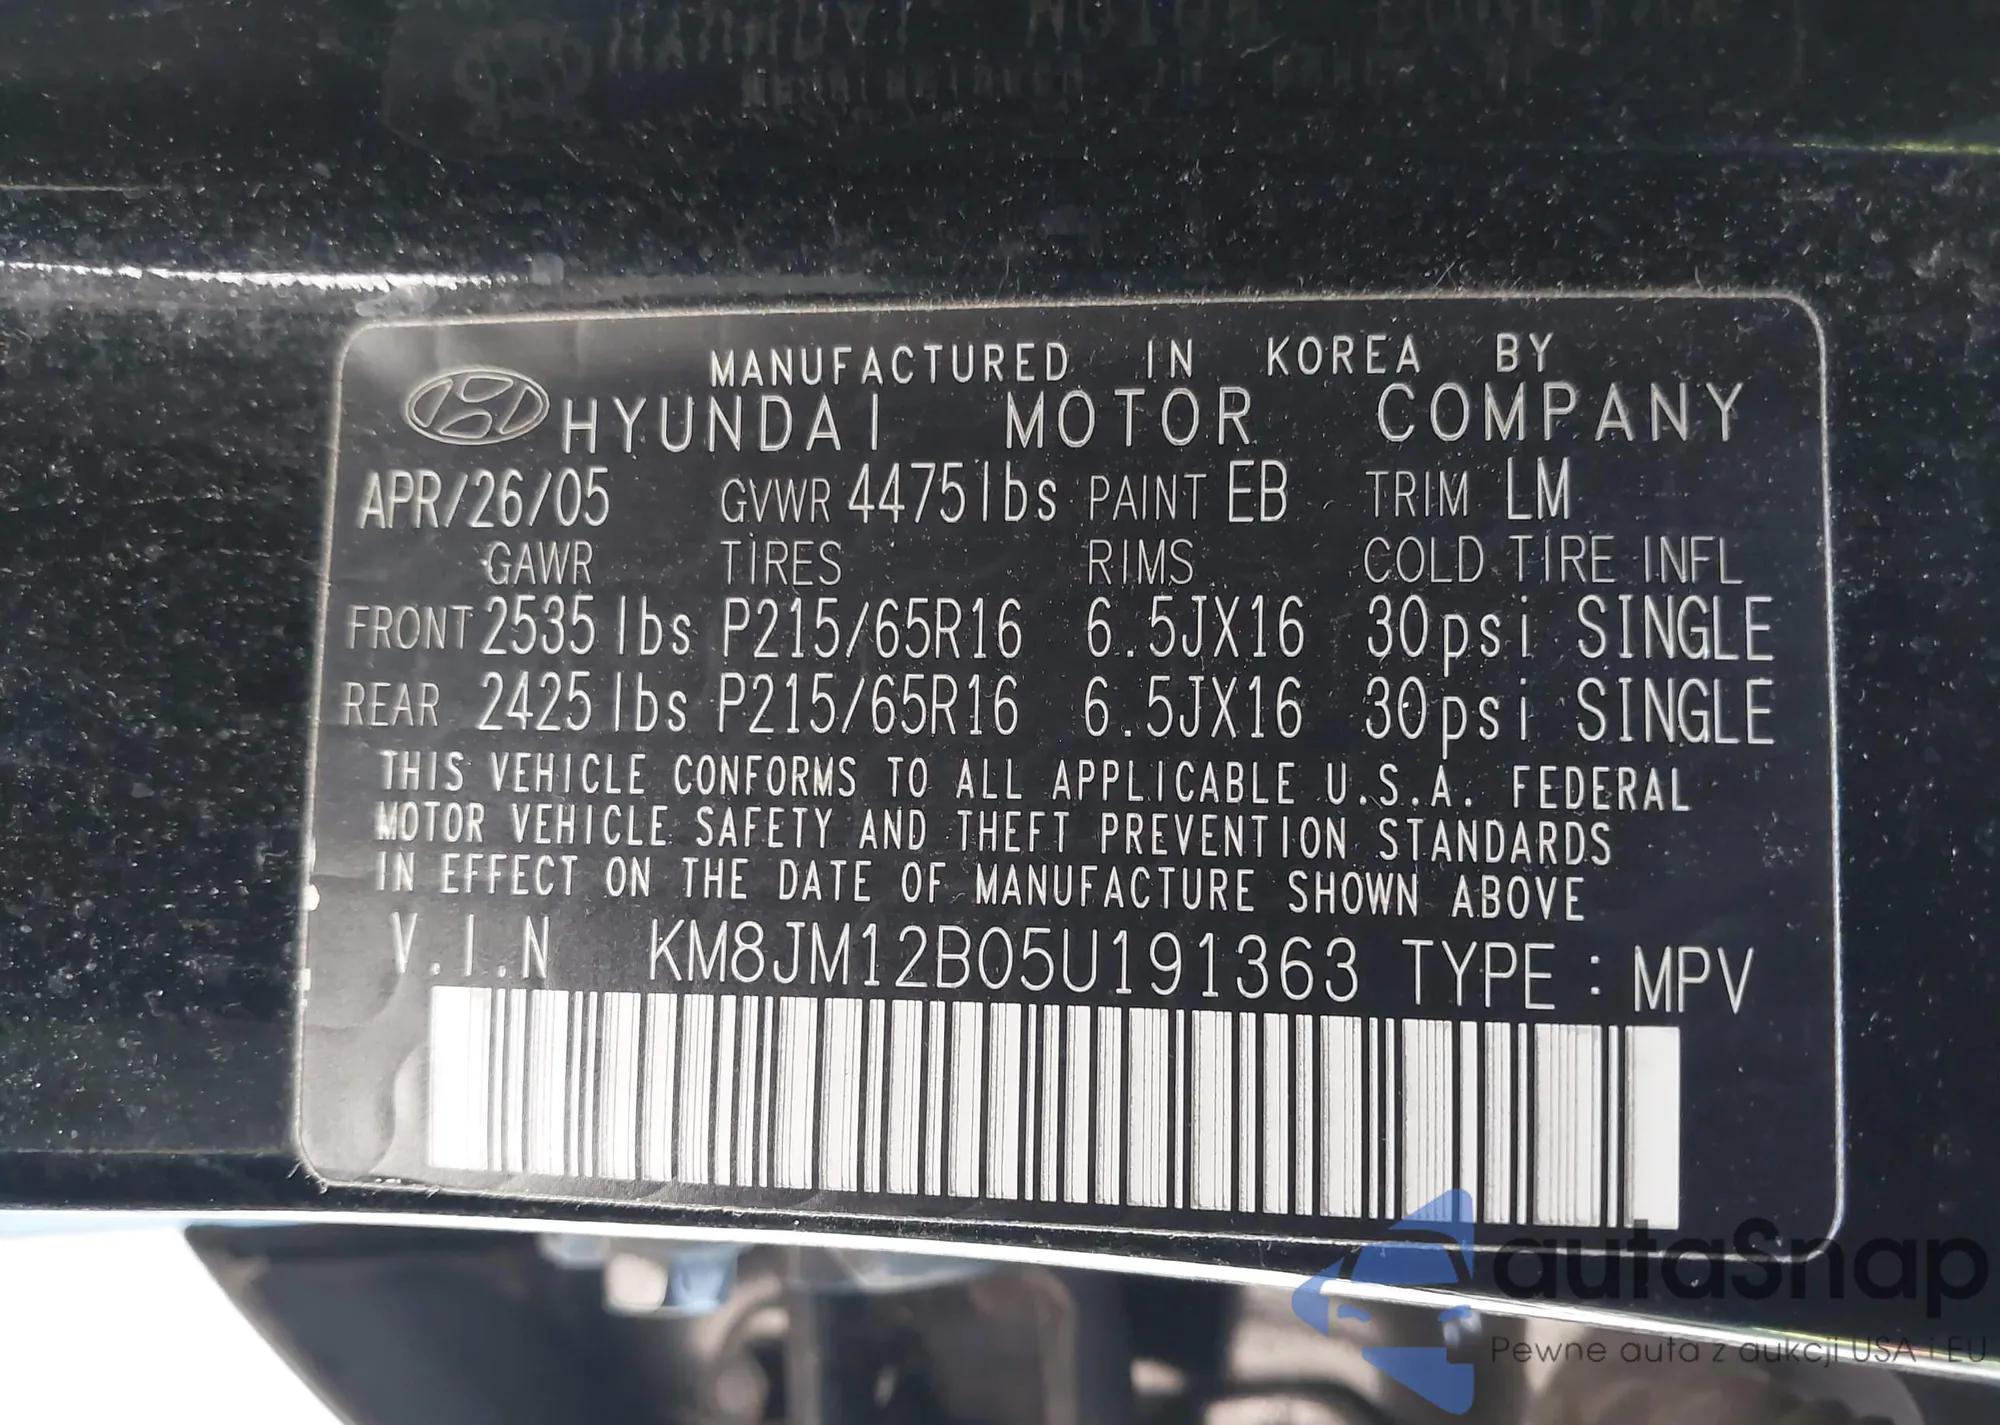 MANUFACTURED IN KOREA BY
HYUNDAI MOTOR COMPANY
APR/26/05 GVWR 4475lbs PAINT EB TRIM LM
GAWR TIRES RIMS COLD TIRE INFL
FRONT 2535lbs P215/65R16 6.5JX16 30psi SINGLE
REAR 2425lbs P215/65R16 6.5JX16 30psi SINGLE
THIS VEHICLE CONFORMS TO ALL APPLICABLE U.S.A. FEDERAL
MOTOR VEHICLE SAFETY AND THEFT PREVENTION STANDARDS
IN EFFECT ON THE DATE OF MANUFACTURE SHOWN ABOVE
V.I.N KM8JM12B05U191363 TYPE : MPV
autaSnap
Pewne auta z aukcji USA i EU